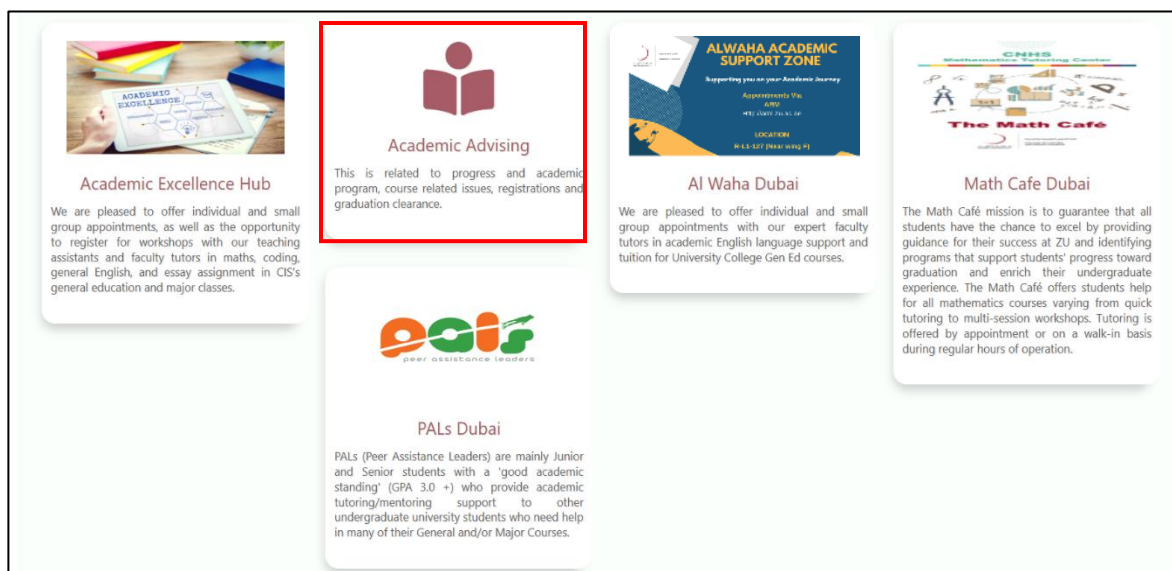 ACADEMIC
EXCELLENCE
Academic Excellence Hub
We are pleased to offer individual and small
group appointments, as well as the opportunity
to register for workshops with our teaching
assistants and faculty tutors in maths, coding,
general English, and essay assignment in CIS's
general education and major classes.
Academic Advising
This is related to progress and academic
program, course related issues, registrations and
graduation clearance.
pals
peer assistance leaders
PALs Dubai
PALs (Peer Assistance Leaders) are mainly Junior
and Senior students with a 'good academic
standing' (GPA 3.0 +) who provide academic
tutoring/mentoring support to other
undergraduate university students who need help
in many of their General and/or Major Courses.
ALWAHA ACADEMIC
SUPPORT ZONE
Supporting you on your Academic Journey
Appointments Via
ARM
LOCATION
R-L1-127 (Near wing F)
Al Waha Dubai
We are pleased to offer individual and small
group appointments with our expert faculty
tutors in academic English language support and
tuition for University College Gen Ed courses.
CNHS
Mathematics Tutoring Center
The Math Café
Math Cafe Dubai
The Math Café mission is to guarantee that all
students have the chance to excel by providing
guidance for their success at ZU and identifying
programs that support students' progress toward
graduation and enrich their undergraduate
experience. The Math Café offers students help
for all mathematics courses varying from quick
tutoring to multi-session workshops. Tutoring is
offered by appointment or on a walk-in basis
during regular hours of operation.